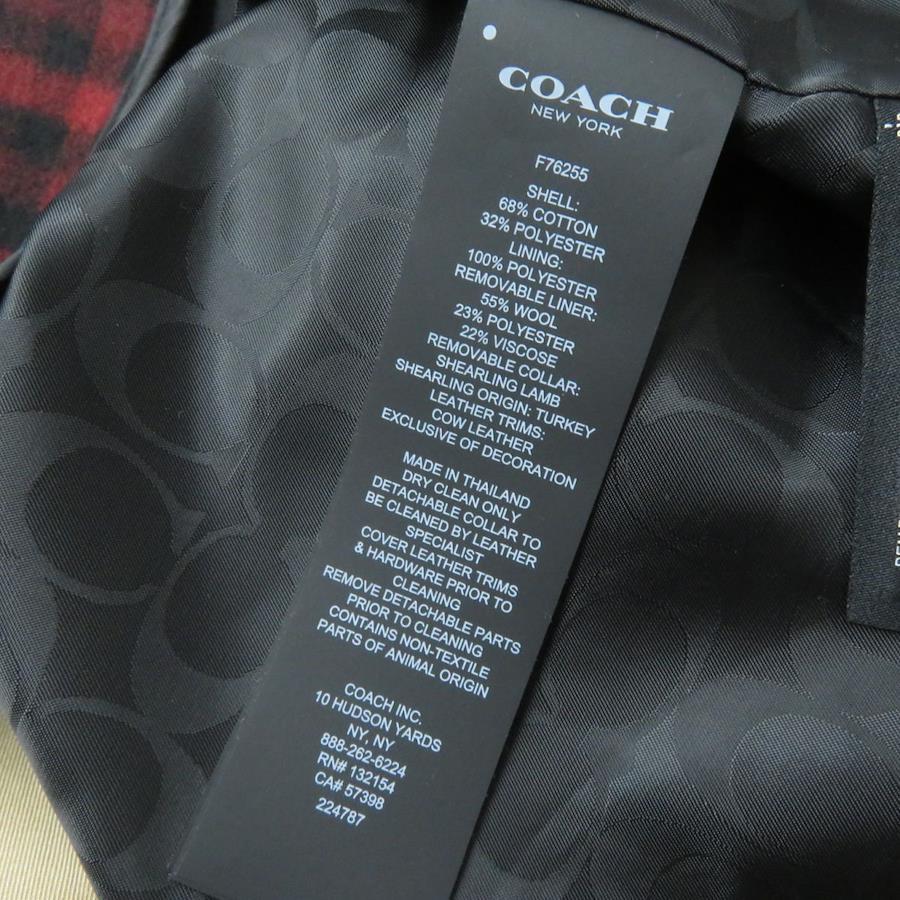 COACH
NEW YORK
F76255
SHELL:
68% COTTON
32% POLYESTER
LINING:
100% POLYESTER
REMOVABLE LINER:
55% WOOL
23% POLYESTER
22% VISCOSE
REMOVABLE COLLAR:
SHEARLING LAMB
SHEARLING ORIGIN: TURKEY
LEATHER TRIMS:
COW LEATHER
EXCLUSIVE OF DECORATION
MADE IN THAILAND
DRY CLEAN ONLY
DETACHABLE COLLAR TO
BE CLEANED BY LEATHER
SPECIALIST
COVER LEATHER TRIMS
& HARDWARE PRIOR TO
CLEANING
REMOVE DETACHABLE PARTS
PRIOR TO CLEANING
CONTAINS NON-TEXTILE
PARTS OF ANIMAL ORIGIN
COACH INC.
10 HUDSON YARDS
NY, NY
888-262-6224
RN# 132154
CA# 57398
224787